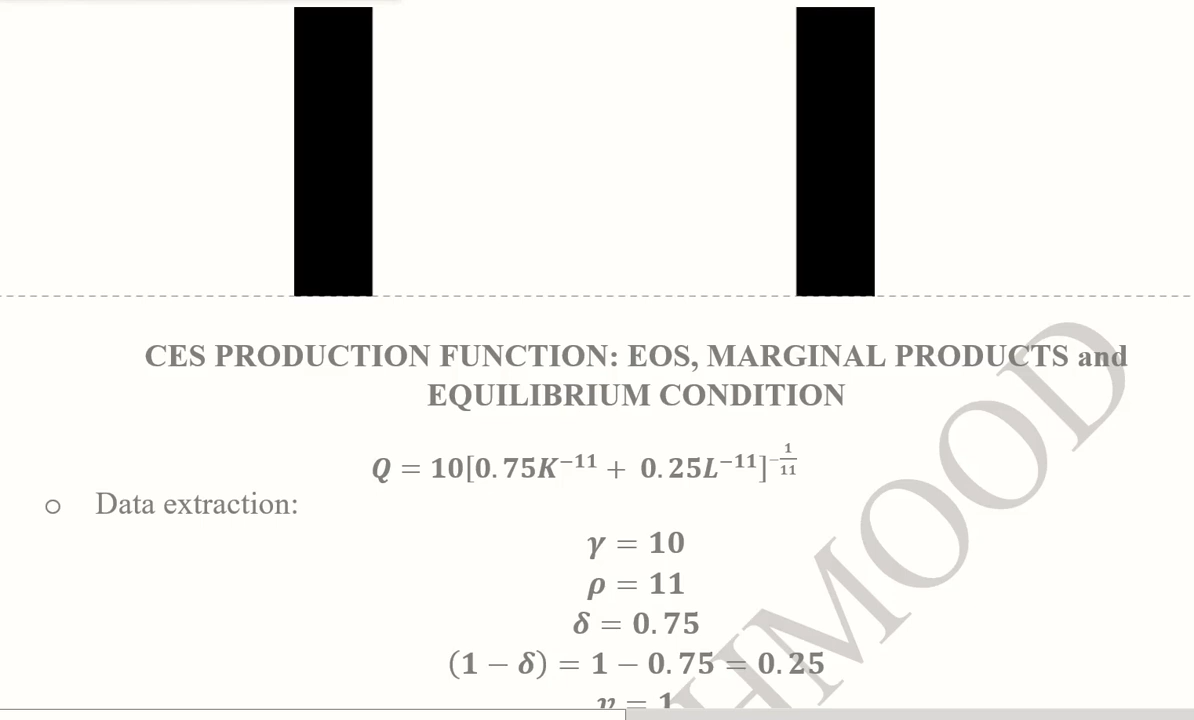 CES PRODUCTION FUNCTION: EOS, MARGINAL PRODUCTS and
EQUILIBRIUM CONDITION
Q = 10[0.75K⁻¹¹ + 0.25L⁻¹¹]^(-1/11)
○ Data extraction:
γ = 10
ρ = 11
δ = 0.75
(1 − δ) = 1 − 0.75 = 0.25
HMOOD